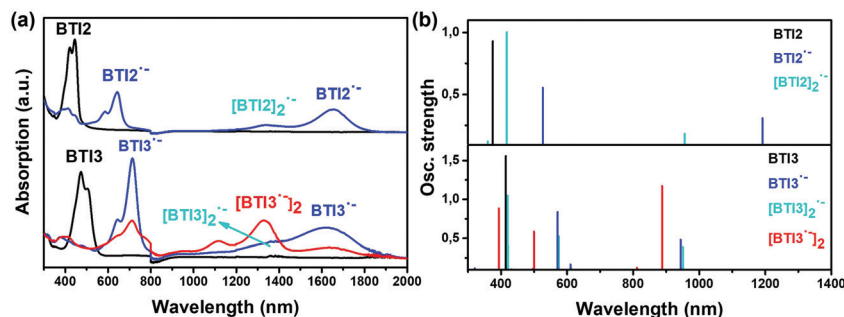 (a)
BTI2
BTI2•-
[BTI2]₂•-
BTI2•-
BTI3
BTI3•-
[BTI3]₂•-
[BTI3•-]₂
BTI3•-
Absorption (a.u.)
400 600 800 1000 1200 1400 1600 1800 2000
Wavelength (nm)
(b)
BTI2
BTI2•-
[BTI2]₂•-
1,0
0,5
BTI3
BTI3•-
[BTI3]₂•-
[BTI3•-]₂
1,5
1,0
0,5
Osc. strength
400 600 800 1000 1200 1400
Wavelength (nm)